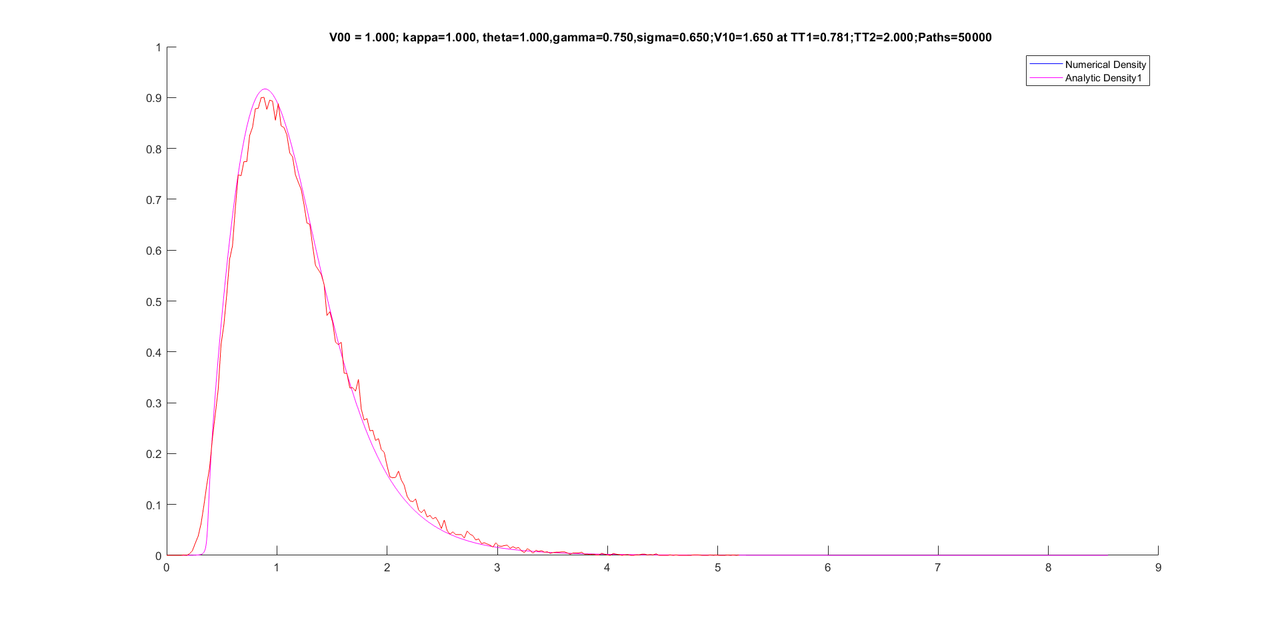 V00 = 1.000; kappa=1.000, theta=1.000,gamma=0.750,sigma=0.650;V10=1.650 at TT1=0.781;TT2=2.000;Paths=50000
Numerical Density
Analytic Density1
1
0.9
0.8
0.7
0.6
0.5
0.4
0.3
0.2
0.1
0
0 1 2 3 4 5 6 7 8 9